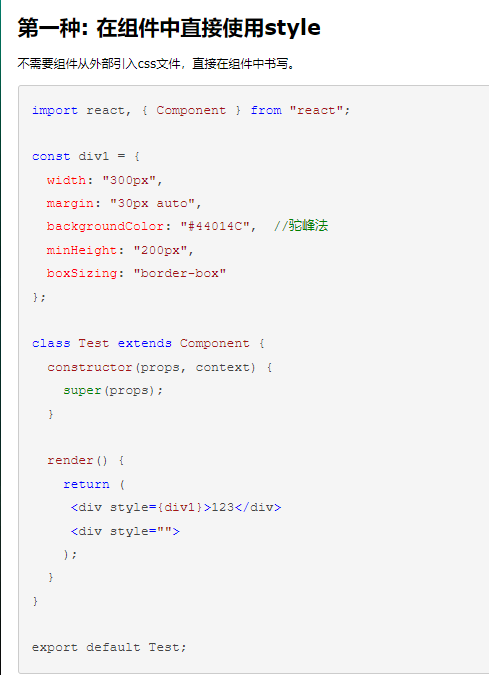 第一种: 在组件中直接使用style
不需要组件从外部引入css文件，直接在组件中书写。
import react, { Component } from "react";
const div1 = {
  width: "300px",
  margin: "30px auto",
  backgroundColor: "#44014C",  //驼峰法
  minHeight: "200px",
  boxSizing: "border-box"
};
class Test extends Component {
  constructor(props, context) {
    super(props);
  }
  render() {
    return (
     <div style={div1}>123</div>
     <div style="">
    );
  }
}
export default Test;